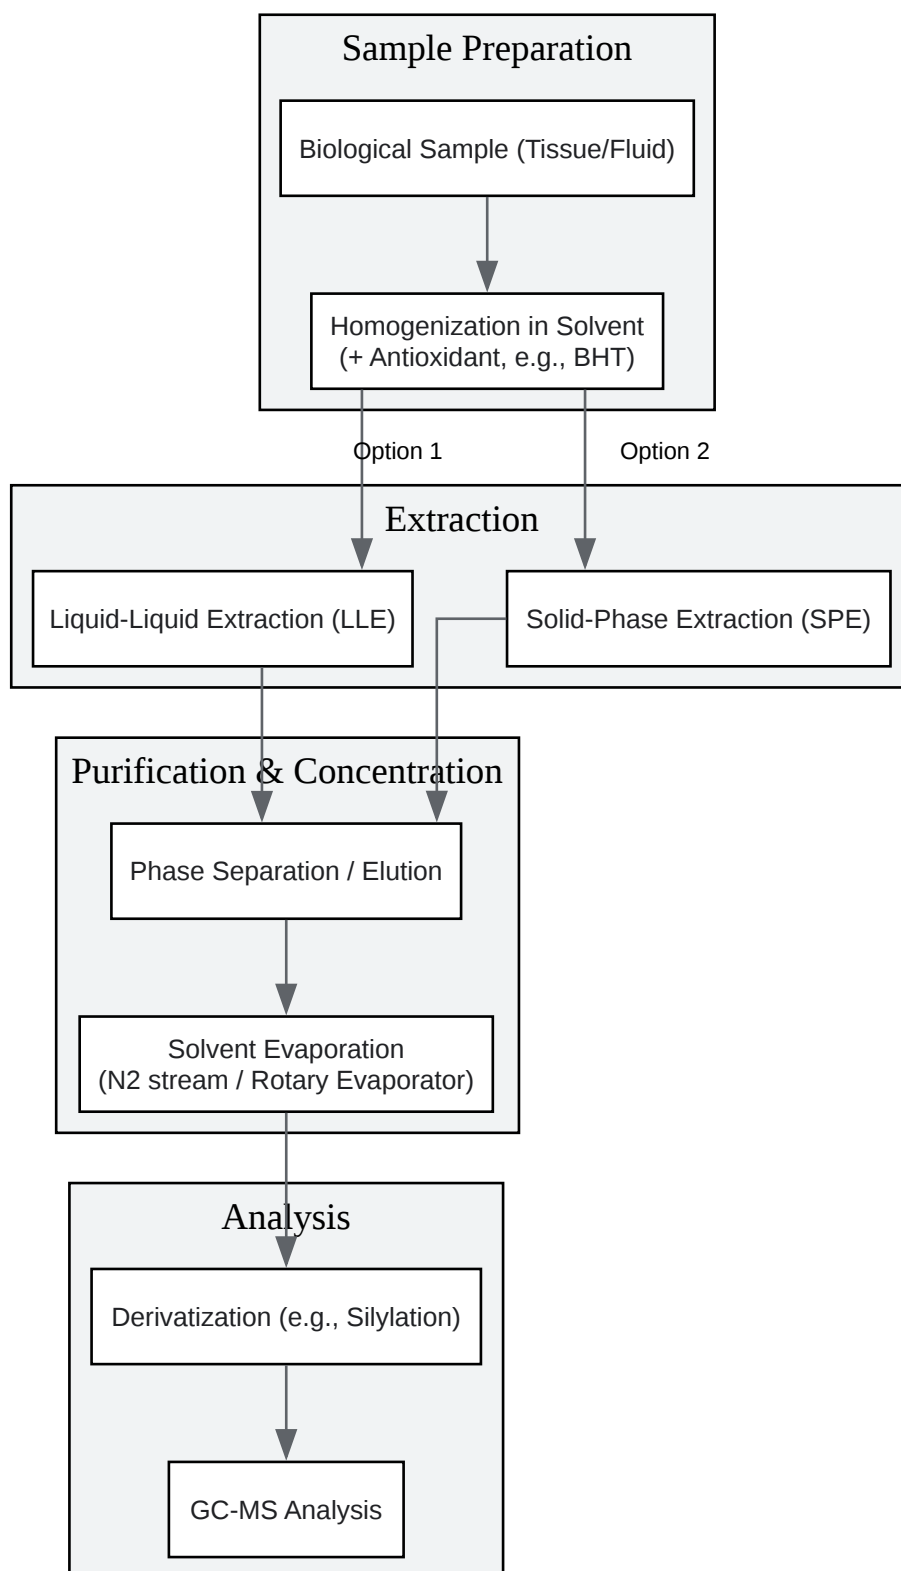 Sample Preparation
Biological Sample (Tissue/Fluid)
Homogenization in Solvent
(+ Antioxidant, e.g., BHT)
Option 1
Option 2
Extraction
Liquid-Liquid Extraction (LLE)
Solid-Phase Extraction (SPE)
Purification & Concentration
Phase Separation / Elution
Solvent Evaporation
(N2 stream / Rotary Evaporator)
Analysis
Derivatization (e.g., Silylation)
GC-MS Analysis